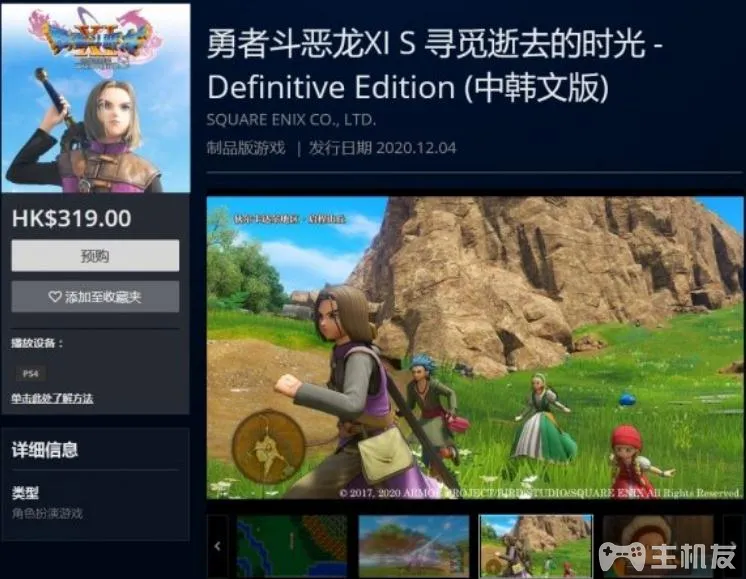 XI
勇者斗恶龙XI S 寻觅逝去的时光 -
Definitive Edition (中韩文版)
SQUARE ENIX CO., LTD.
制品版游戏 | 发行日期 2020.12.04
HK$319.00
预购
添加至收藏夹
播放设备：
PS4
单击此处了解方法
详细信息
类型
角色扮演游戏
© 2017, 2020 ARMOR PROJECT/BIRD STUDIO/SQUARE ENIX All Rights Reserved.
主机友